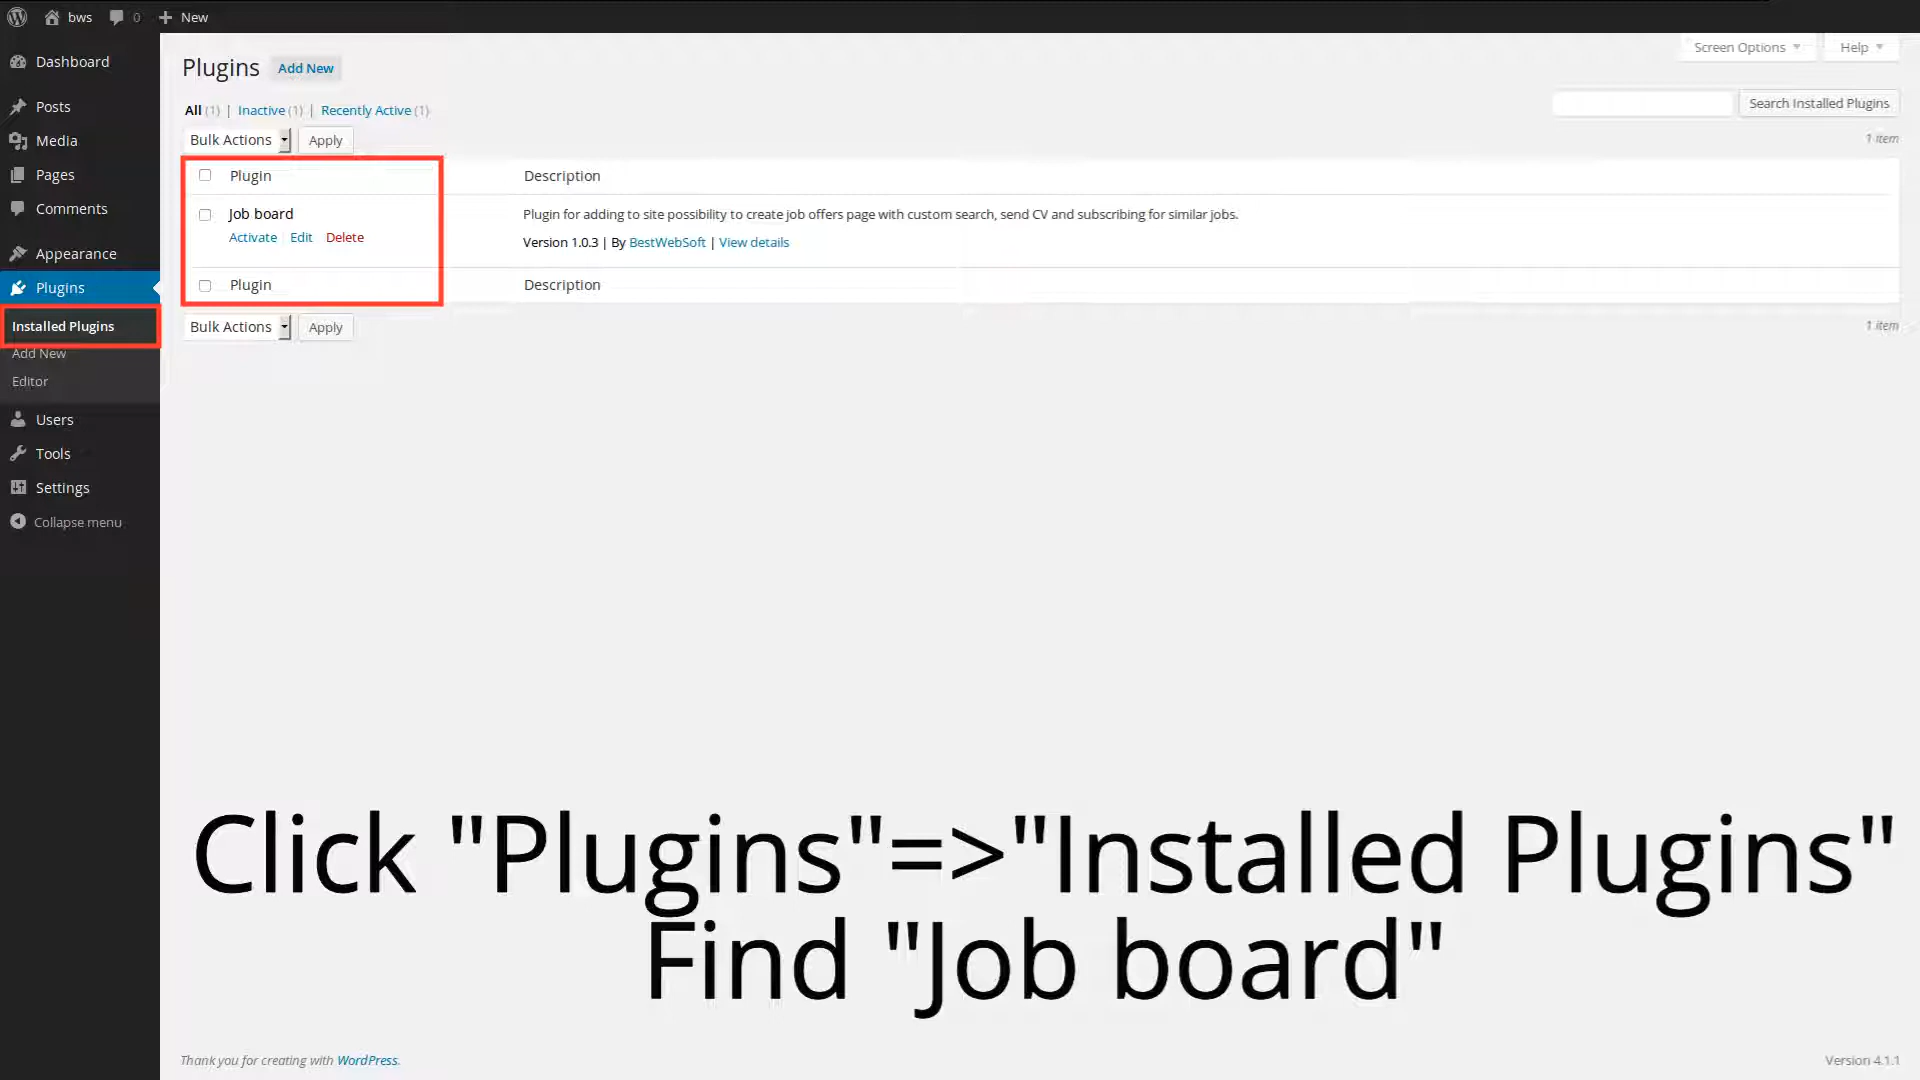 bws 0 New
Dashboard
Posts
Media
Pages
Comments
Appearance
Plugins
Installed Plugins
Add New
Editor
Users
Tools
Settings
Collapse menu
Screen Options Help
Plugins Add New
All (1) | Inactive (1) | Recently Active (1)
Search Installed Plugins
Bulk Actions Apply
1 item
Plugin Description
Job board Plugin for adding to site possibility to create job offers page with custom search, send CV and subscribing for similar jobs.
Activate | Edit Delete Version 1.0.3 | By BestWebSoft | View details
Plugin Description
Bulk Actions Apply
1 item
Click "Plugins"=>"Installed Plugins"
Find "Job board"
Thank you for creating with WordPress.
Version 4.1.1